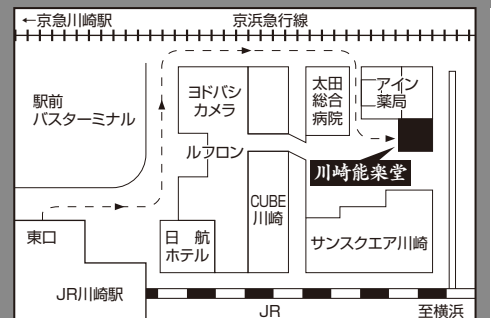 ←京急川崎駅
京浜急行線
駅前
バスターミナル
ヨドバシ
カメラ
ルフロン
太田
総合
病院
アイン
薬局
川崎能楽堂
CUBE
川崎
東口
日 航
ホテル
サンスクエア川崎
JR川崎駅
JR
至横浜